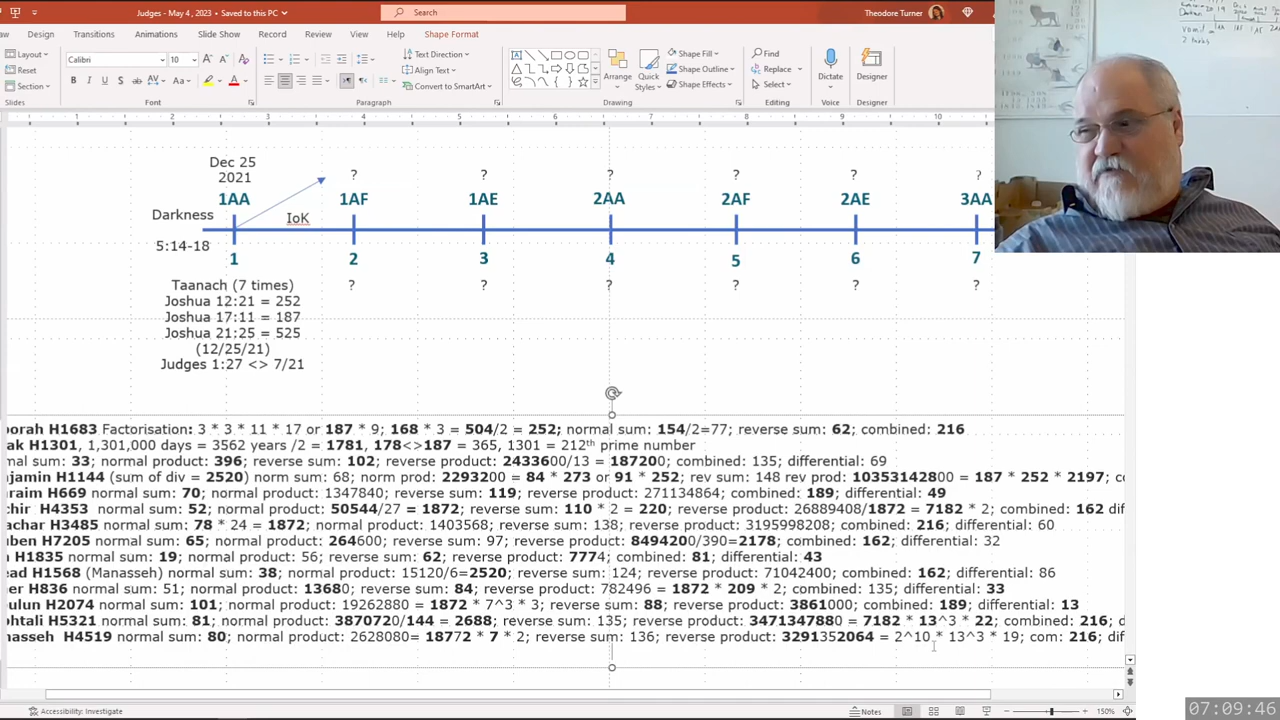 Judges - May 4, 2023 • Saved to this PC
Search
Theodore Turner
Design Transitions Animations Slide Show Record Review View Help Shape Format
Layout
Reset
Section
Slides
Calibri 10
Font
Paragraph
Text Direction
Align Text
Convert to SmartArt
Arrange
Quick Styles
Shape Fill
Shape Outline
Shape Effects
Drawing
Find
Replace
Select
Editing
Dictate
Voice
Designer
Designer
1 2 3 4 5 6 7 8 9 10
Dec 25
2021
? ? ? ? ? ?
1AA 1AF 1AE 2AA 2AF 2AE 3AA
Darkness
IoK
5:14-18
1 2 3 4 5 6 7
Taanach (7 times)
? ? ? ? ? ?
Joshua 12:21 = 252
Joshua 17:11 = 187
Joshua 21:25 = 525
(12/25/21)
Judges 1:27 <> 7/21
orah H1683 Factorisation: 3 * 3 * 11 * 17 or 187 * 9; 168 * 3 = 504/2 = 252; normal sum: 154/2=77; reverse sum: 62; combined: 216
ak H1301, 1,301,000 days = 3562 years /2 = 1781, 178<>187 = 365, 1301 = 212th prime number
mal sum: 33; normal product: 396; reverse sum: 102; reverse product: 2433600/13 = 187200; combined: 135; differential: 69
jamin H1144 (sum of div = 2520) norm sum: 68; norm prod: 2293200 = 84 * 273 or 91 * 252; rev sum: 148 rev prod: 10353142800 = 187 * 252 * 2197; co
raim H669 normal sum: 70; normal product: 1347840; reverse sum: 119; reverse product: 271134864; combined: 189; differential: 49
chir H4353 normal sum: 52; normal product: 50544/27 = 1872; reverse sum: 110 * 2 = 220; reverse product: 26889408/1872 = 7182 * 2; combined: 162 dif
achar H3485 normal sum: 78 * 24 = 1872; normal product: 1403568; reverse sum: 138; reverse product: 3195998208; combined: 216; differential: 60
uben H7205 normal sum: 65; normal product: 264600; reverse sum: 97; reverse product: 849420/390=2178; combined: 162; differential: 32
H1835 normal sum: 19; normal product: 56; reverse sum: 62; reverse product: 7774; combined: 81; differential: 43
ead H1568 (Manasseh) normal sum: 38; normal product: 15120/6=2520; reverse sum: 124; reverse product: 71042400; combined: 162; differential: 86
er H836 normal sum: 51; normal product: 13680; reverse sum: 84; reverse product: 782496 = 1872 * 209 * 2; combined: 135; differential: 33
ulun H2074 normal sum: 101; normal product: 19262880 = 1872 * 7^3 * 3; reverse sum: 88; reverse product: 3861000; combined: 189; differential: 13
htali H5321 normal sum: 81; normal product: 3870720/144 = 2688; reverse sum: 135; reverse product: 3471347880 = 7182 * 13^3 * 22; combined: 216; d
nasseh H4519 normal sum: 80; normal product: 2628080= 18772 * 7 * 2; reverse sum: 136; reverse product: 3291352064 = 2^10 * 13^3 * 19; com: 216; dif
Accessibility: Investigate
Notes
150%
07:09:46